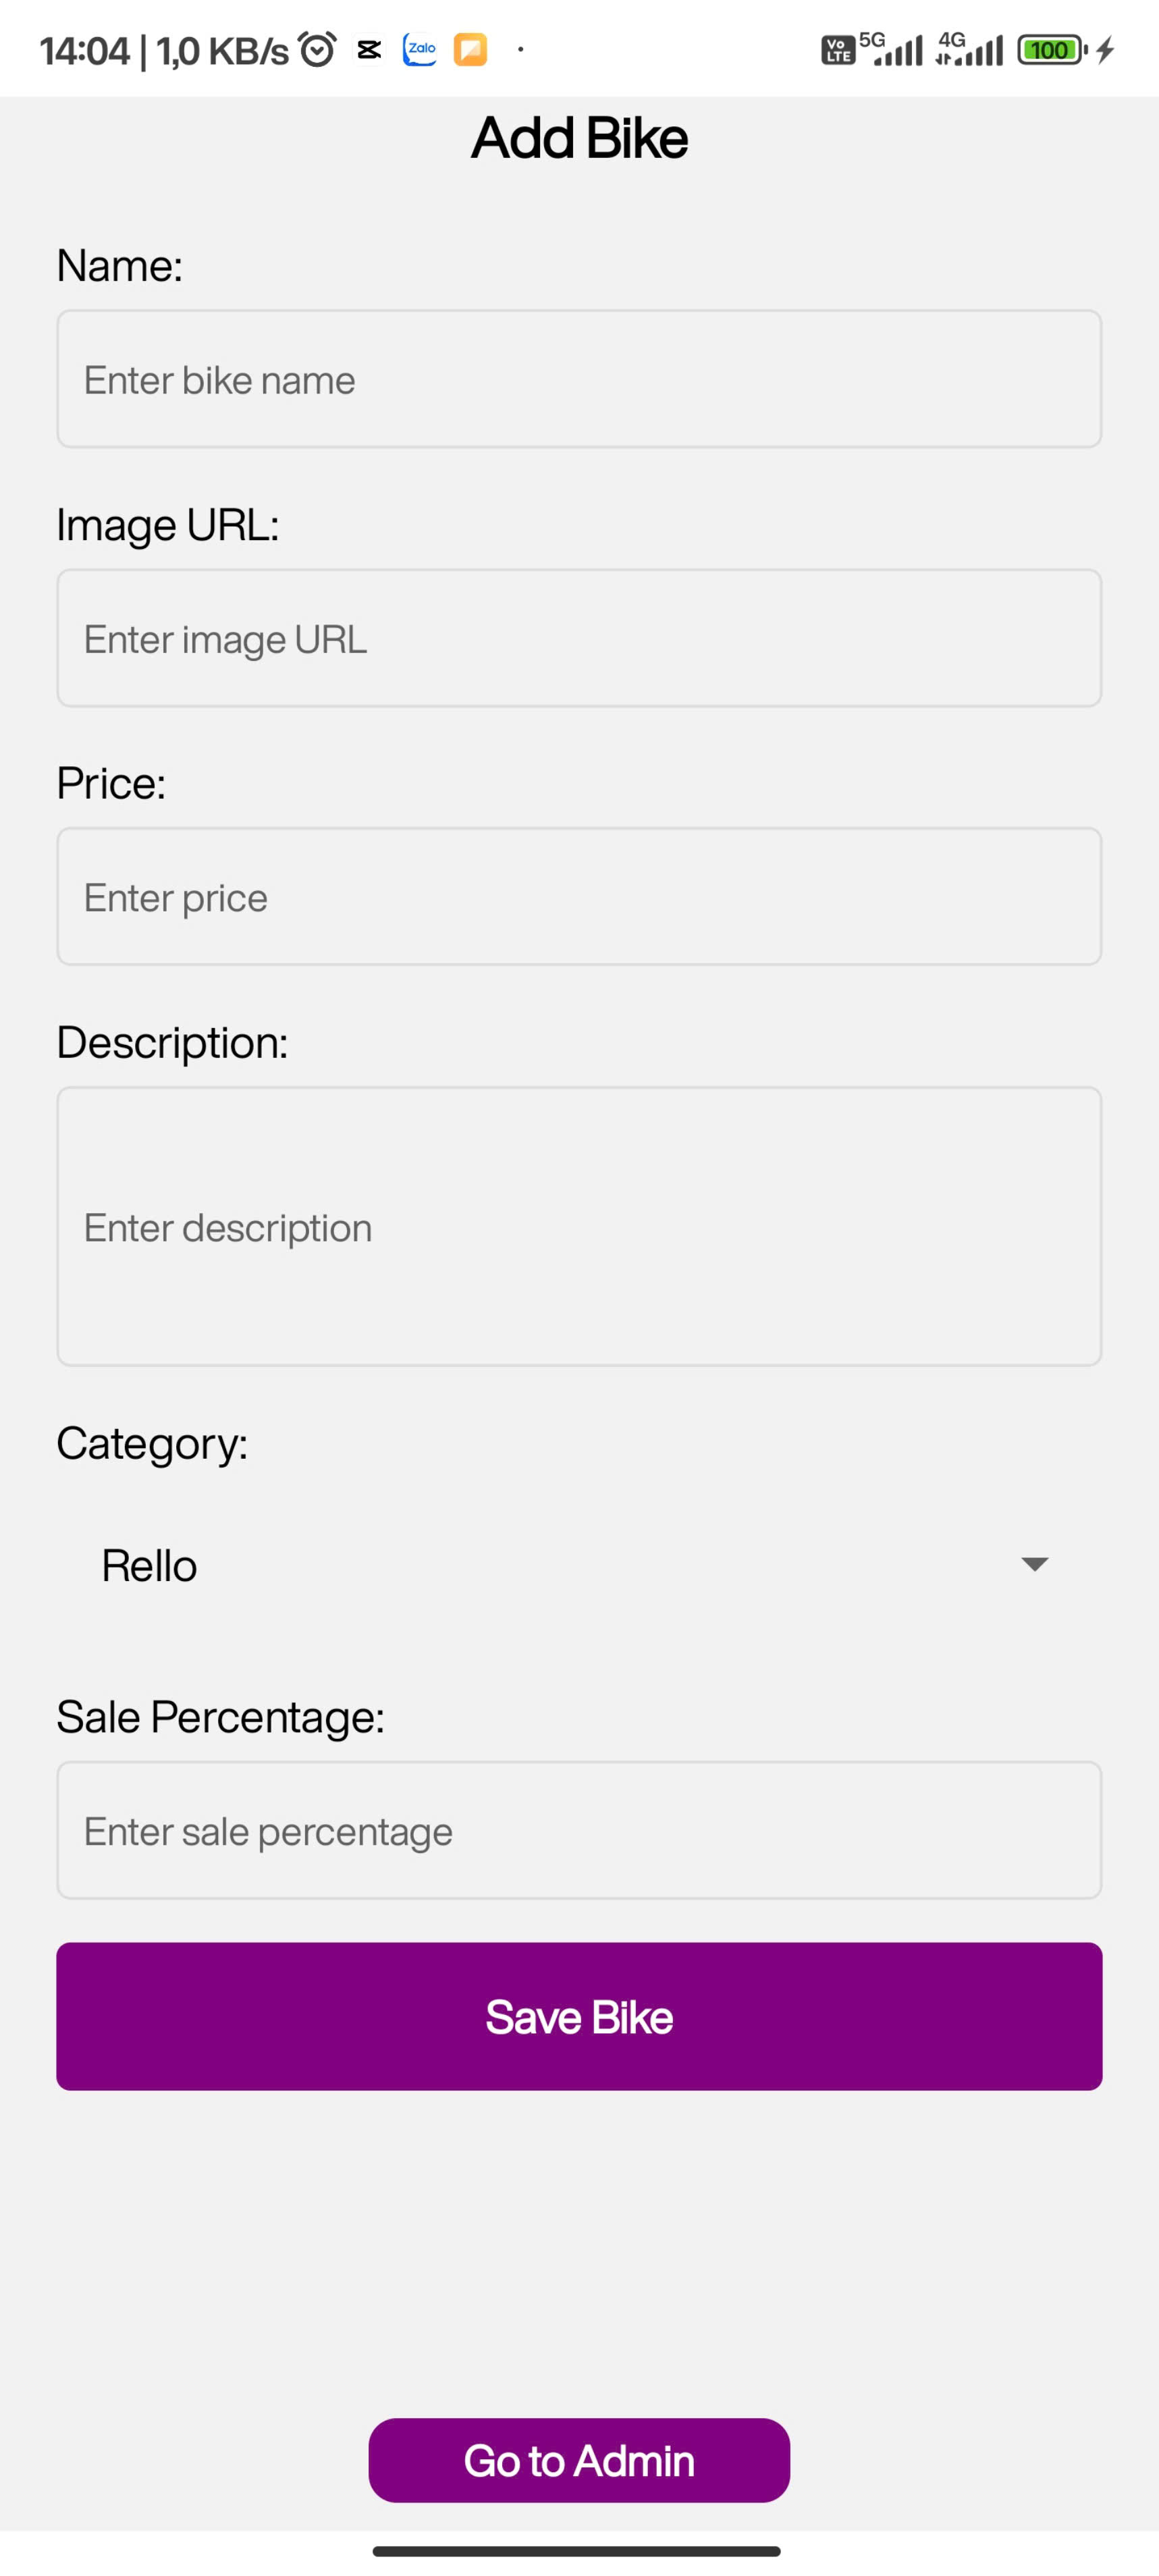 14:04 | 1,0 KB/s Zalo VoLTE 5G 4G 100
Add Bike
Name:
Enter bike name
Image URL:
Enter image URL
Price:
Enter price
Description:
Enter description
Category:
Rello
Sale Percentage:
Enter sale percentage
Save Bike
Go to Admin